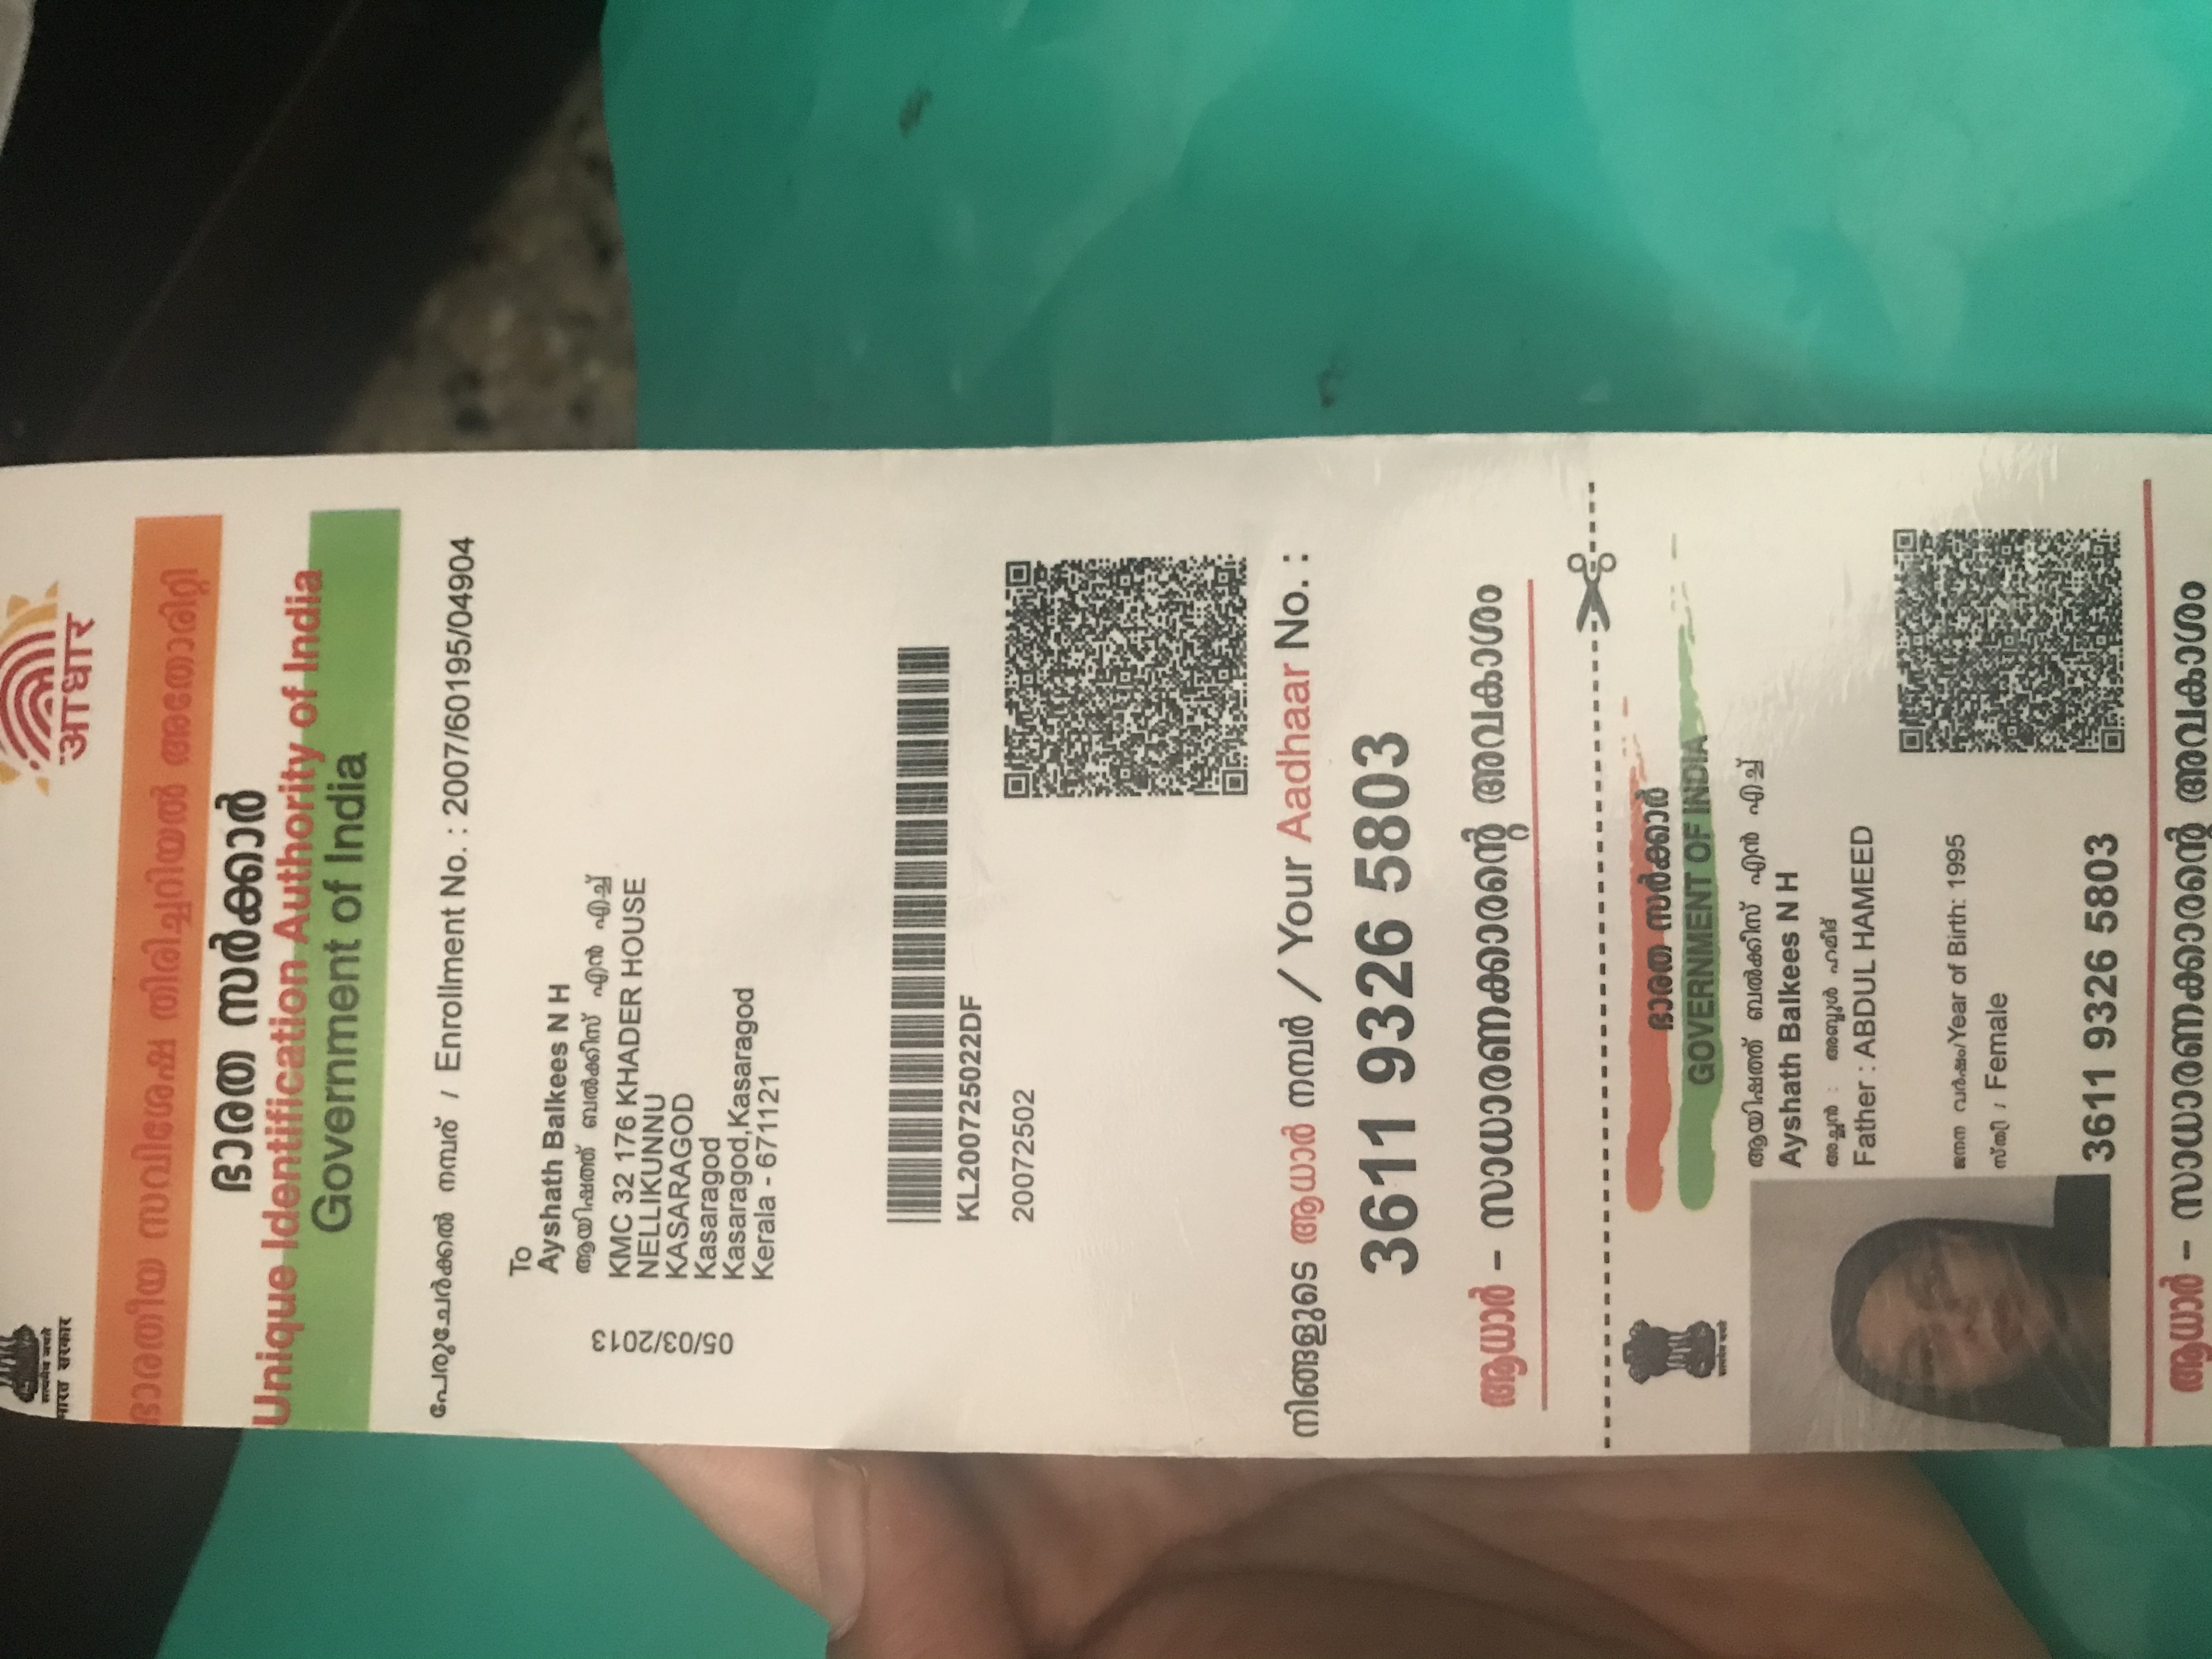 सत्यमेव जयते
भारत सरकार
आधार
ഭാരതീയ സവിശേഷ തിരിച്ചറിയൽ അതോരിറ്റി
ഭാരത സർക്കാർ
Unique Identification Authority of India
Government of India
പേരുചേർക്കൽ നമ്പര് / Enrollment No. : 2007/60195/04904
To
Ayshath Balkees N H
ആയിഷത്ത് ബൽക്കീസ് എൻ എച്ച്
KMC 32 176 KHADER HOUSE
NELLIKUNNU
KASARAGOD
Kasaragod
Kasaragod,Kasaragod
Kerala - 671121
05/03/2013
KL200725022DF
20072502
നിങ്ങളുടെ ആധാർ നമ്പർ / Your Aadhaar No. :
3611 9326 5803
ആധാർ – സാധാരണക്കാരന്റെ അവകാശം
ഭാരത സർക്കാർ
GOVERNMENT OF INDIA
सत्यमेव जयते
ആയിഷത്ത് ബൽക്കീസ് എൻ എച്ച്
Ayshath Balkees N H
അച്ഛൻ : അബ്ദുൾ ഹമീദ്
Father : ABDUL HAMEED
ജനന വർഷം/Year of Birth: 1995
സ്ത്രീ / Female
3611 9326 5803
ആധാർ – സാധാരണക്കാരന്റെ അവകാശം